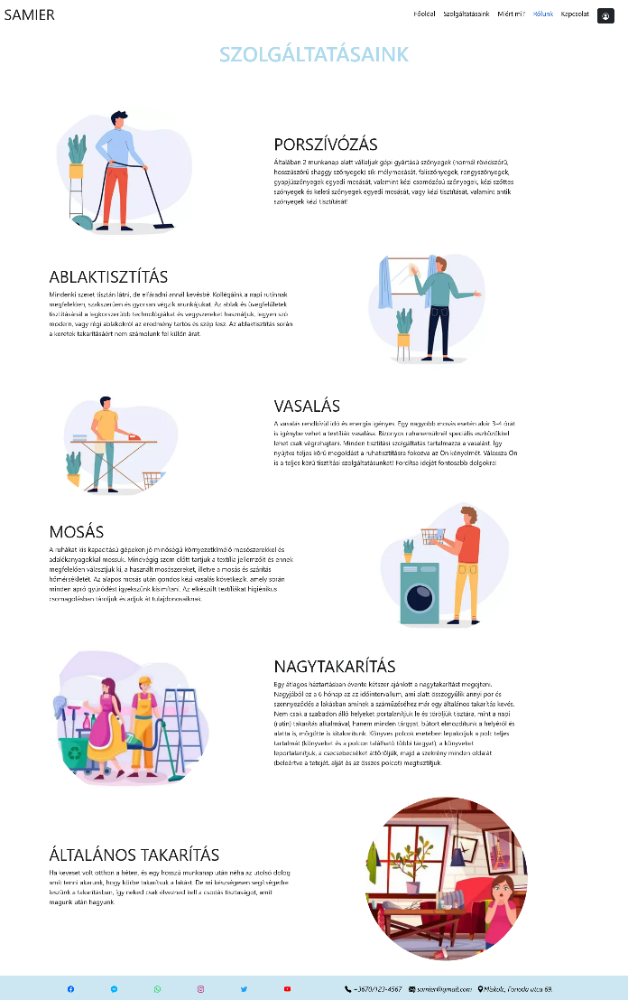 SAMIER
Főoldal Szolgáltatásaink Miért mi? Rólunk Kapcsolat
SZOLGÁLTATÁSAINK
PORSZÍVÓZÁS
Általában 2 munkanap alatt vállaljuk gépi gyártású szőnyegek (normál rövidszőrű,
hosszúszőrű shaggy szőnyegek) sík-mélymosását, faliszőnyegek, rongyszőnyegek,
gyapjúszőnyegek egyedi mosását, valamint kézi csomózású szőnyegek, kézi szőttes
szőnyegek és keleti szőnyegek egyedi mosását, vagy kézi tisztítását, valamint antik
szőnyegek kézi tisztítását!
ABLAKTISZTÍTÁS
Mindenki szeret tisztán látni, de elfáradni annál kevésbé. Kollégáink a napi rutinnak
megfelelően, szakszerűen és gyorsan végzik munkájukat. Az ablak és üvegfelületek
tisztításánál a legkorszerűbb technológiákat és vegyszereket használjuk, legyen szó
modern, vagy régi ablakokról az eredmény tartós és szép lesz. Az ablaktisztítás során
a keretek takarításáért nem számolunk fel külön árat.
VASALÁS
A vasalás rendkívül idő és energia igényes. Egy nagyobb mosás esetén akár 3-4 órát
is igénybe vehet a textíliák vasalása. Bizonyos ruhaneműknél speciális eszközökkel
lehet csak végrehajtani. Minden tisztítási szolgáltatás tartalmazza a vasalást. Így
nyújtva teljes körű megoldást a ruhatisztításra fokozva az Ön kényelmét. Válassza Ön
is a teljes körű tisztítási szolgáltatásunkat! Fordítsa idejét fontosabb dolgokra!
MOSÁS
A ruhákat kis kapacitású gépeken jó minőségű környezetkímélő mosószerekkel és
adalékanyagokkal mossuk. Mindvégig szem előtt tartjuk a textília jellemzőit és ennek
megfelelően választjuk ki, a használt mosószereket, illetve a mosás és szárítás
hőmérsékletét. Az alapos mosás után gondos kézi vasalás következik, amely során
minden apró gyűrődést igyekszünk kisimítani. Az elkészült textíliákat higiénikus
csomagolásban tároljuk és adjuk át tulajdonosaiknak.
NAGYTAKARÍTÁS
Egy átlagos háztartásban évente kétszer ajánlott a nagytakarítást megejteni.
Nagyjából ez a 6 hónap az az időintervallum, ami alatt összegyűlik annyi por és
szennyeződés a lakásban aminek a száműzéséhez már egy általános takarítás kevés.
Nem csak a szabadon álló helyeket portalanítjuk le és töröljük tisztára, mint a napi
(rutin) takarítás alkalmával, hanem minden tárgyat, bútort elmozdítunk a helyéről és
alatta is, mögötte is kitakarítunk. Könyves polcok esetében lepakoljuk a polc teljes
tartalmát (könyveket és a polcon található többi tárgyat), a könyveket
leportalanítjuk, a csecsebecséket áttöröljük, majd a szekrény minden oldalát
(beleértve a tetejét, alját és az összes polcot) megtisztítjuk.
ÁLTALÁNOS TAKARÍTÁS
Ha keveset volt otthon a héten, és egy hosszú munkanap után néha az utolsó dolog
amit tenni akarunk, hogy körbe takarítsuk a lakást. De mi készségesen segítségedre
leszünk a takarításban, így neked csak élvezned kell a csodás tisztaságot, amit
magunk után hagyunk.
+3670/123-4567 samier@gmail.com Miskolc, Fonoda utca 69.